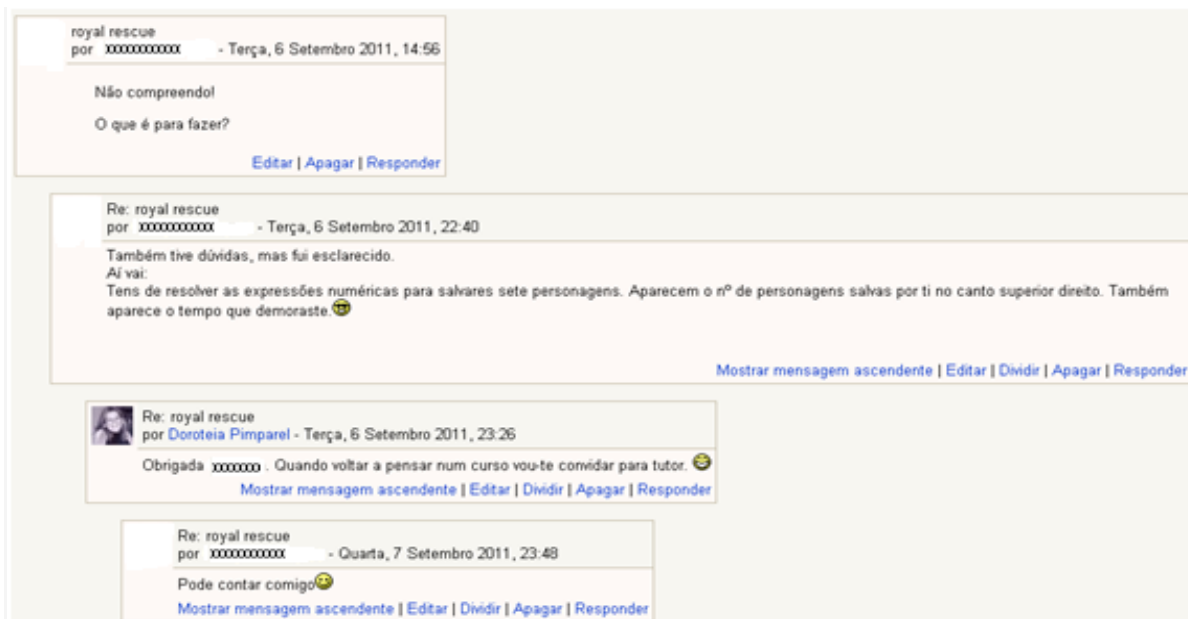 royal rescue
por xxxxxxxxxxxx - Terça, 6 Setembro 2011, 14:56
Não compreendo!
O que é para fazer?
Editar | Apagar | Responder
Re: royal rescue
por xxxxxxxxxxxx - Terça, 6 Setembro 2011, 22:40
Também tive dúvidas, mas fui esclarecido.
Aí vai:
Tens de resolver as expressões numéricas para salvares sete personagens. Aparecem o nº de personagens salvas por ti no canto superior direito. Também
aparece o tempo que demoraste.
Mostrar mensagem ascendente | Editar | Dividir | Apagar | Responder
Re: royal rescue
por Doroteia Pimparel - Terça, 6 Setembro 2011, 23:26
Obrigada xxxxxxx . Quando voltar a pensar num curso vou-te convidar para tutor.
Mostrar mensagem ascendente | Editar | Dividir | Apagar | Responder
Re: royal rescue
por xxxxxxxxxxxx - Quarta, 7 Setembro 2011, 23:48
Pode contar comigo
Mostrar mensagem ascendente | Editar | Dividir | Apagar | Responder